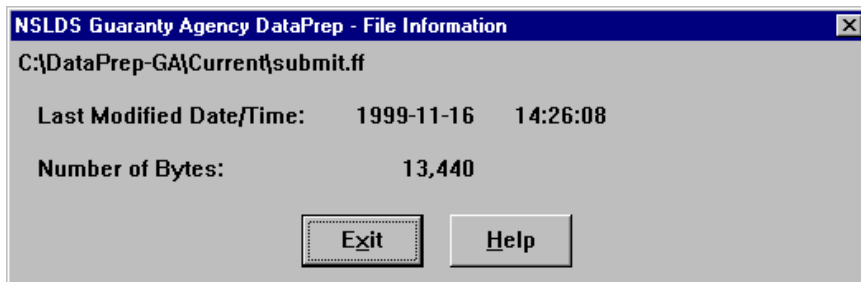 NSLDS Guaranty Agency DataPrep - File Information
C:\DataPrep-GA\Current\submit.ff
Last Modified Date/Time: 1999-11-16 14:26:08
Number of Bytes: 13,440
Exit Help